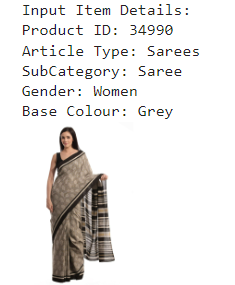 Input Item Details:
Product ID: 34990
Article Type: Sarees
SubCategory: Saree
Gender: Women
Base Colour: Grey